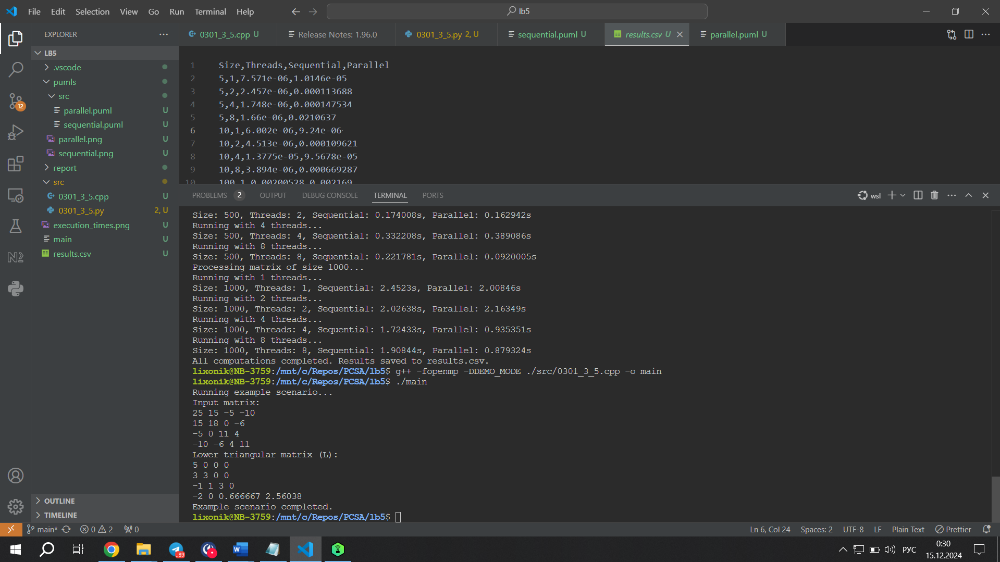 File Edit Selection View Go Run Terminal Help
lb5
EXPLORER
LB5
.vscode
pumls
src
parallel.puml U
sequential.puml U
parallel.png U
sequential.png U
report
src
0301_3_5.cpp U
0301_3_5.py 2, U
execution_times.png U
main U
results.csv U
OUTLINE
TIMELINE
12
0301_3_5.cpp U
Release Notes: 1.96.0
0301_3_5.py 2, U
sequential.puml U
results.csv U
parallel.puml U
1 Size,Threads,Sequential,Parallel
2 5,1,7.571e-06,1.0146e-05
3 5,2,2.457e-06,0.000113688
4 5,4,1.748e-06,0.000147534
5 5,8,1.66e-06,0.0210637
6 10,1,6.002e-06,9.24e-06
7 10,2,4.513e-06,0.000109621
8 10,4,1.3775e-05,9.5678e-05
9 10,8,3.894e-06,0.000669287
10 100,1,0.00200528,0.002169
PROBLEMS 2 OUTPUT DEBUG CONSOLE TERMINAL PORTS
wsl
Size: 500, Threads: 2, Sequential: 0.174008s, Parallel: 0.162942s
Running with 4 threads...
Size: 500, Threads: 4, Sequential: 0.332208s, Parallel: 0.389086s
Running with 8 threads...
Size: 500, Threads: 8, Sequential: 0.221781s, Parallel: 0.0920005s
Processing matrix of size 1000...
Running with 1 threads...
Size: 1000, Threads: 1, Sequential: 2.4523s, Parallel: 2.00846s
Running with 2 threads...
Size: 1000, Threads: 2, Sequential: 2.02638s, Parallel: 2.16349s
Running with 4 threads...
Size: 1000, Threads: 4, Sequential: 1.72433s, Parallel: 0.935351s
Running with 8 threads...
Size: 1000, Threads: 8, Sequential: 1.90844s, Parallel: 0.879324s
All computations completed. Results saved to results.csv.
lixonik@NB-3759:/mnt/c/Repos/PCSA/lb5$ g++ -fopenmp -DDEMO_MODE ./src/0301_3_5.cpp -o main
lixonik@NB-3759:/mnt/c/Repos/PCSA/lb5$ ./main
Running example scenario...
Input matrix:
25 15 -5 -10
15 18 0 -6
-5 0 11 4
-10 -6 4 11
Lower triangular matrix (L):
5 0 0 0
3 3 0 0
-1 1 3 0
-2 0 0.666667 2.56038
Example scenario completed.
lixonik@NB-3759:/mnt/c/Repos/PCSA/lb5$
main* 0 2 0
Ln 6, Col 24 Spaces: 2 UTF-8 LF Plain Text Prettier
..89
РУС
0:30
15.12.2024